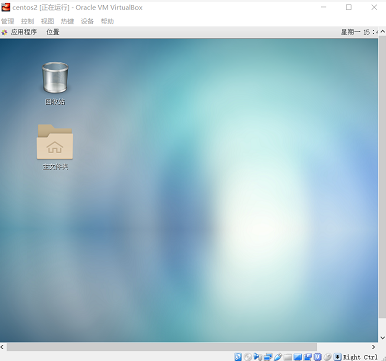 centos2 [正在运行] - Oracle VM VirtualBox
管理 控制 视图 热键 设备 帮助
应用程序 位置 星期一 15 :
回收站
主文件夹
Right Ctrl